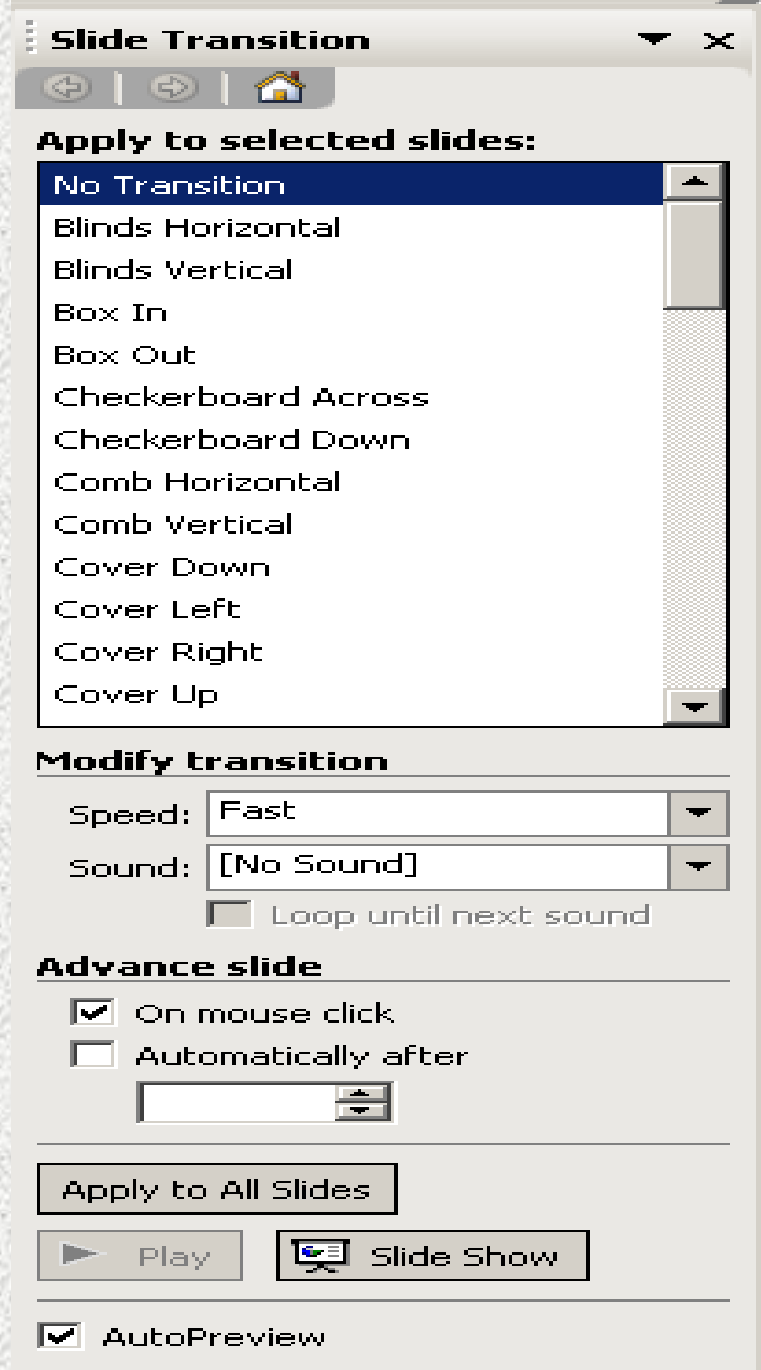 Slide Transition
Apply to selected slides:
No Transition
Blinds Horizontal
Blinds Vertical
Box In
Box Out
Checkerboard Across
Checkerboard Down
Comb Horizontal
Comb Vertical
Cover Down
Cover Left
Cover Right
Cover Up
Modify transition
Speed: Fast
Sound: [No Sound]
Loop until next sound
Advance slide
On mouse click
Automatically after
Apply to All Slides
Play Slide Show
AutoPreview